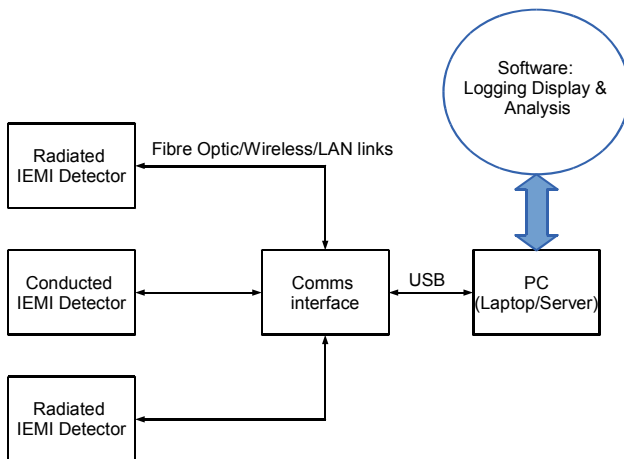 Software:
Logging Display &
Analysis
Fibre Optic/Wireless/LAN links
Radiated
IEMI Detector
Conducted
IEMI Detector
Comms
interface
USB
PC
(Laptop/Server)
Radiated
IEMI Detector